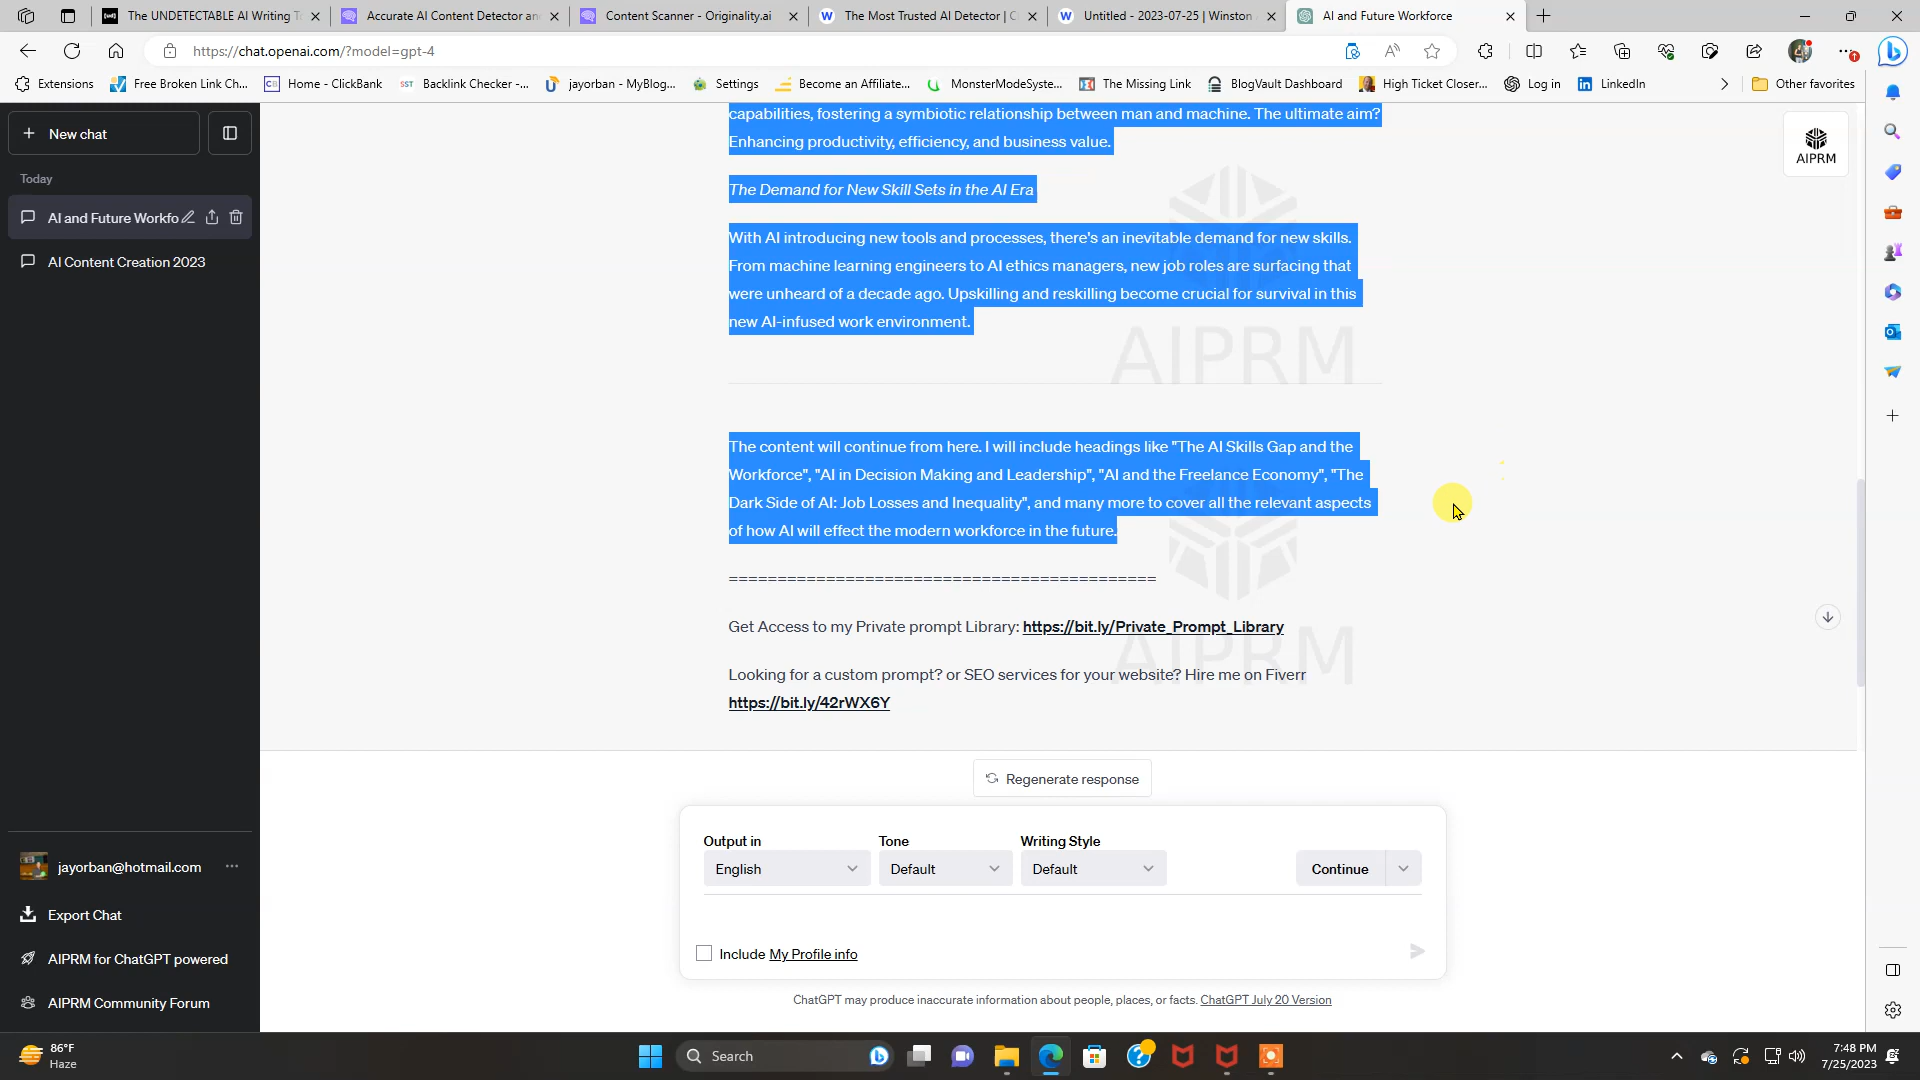 The UNDETECTABLE AI Writing T
Accurate AI Content Detector an
Content Scanner - Originality.ai
The Most Trusted AI Detector | C
Untitled - 2023-07-25 | Winston
AI and Future Workforce
https://chat.openai.com/?model=gpt-4
Extensions
Free Broken Link Ch...
Home - ClickBank
SST Backlink Checker -...
jayorban - MyBlog...
Settings
Become an Affiliate...
MonsterModeSyste...
The Missing Link
BlogVault Dashboard
High Ticket Closer...
Log in
LinkedIn
Other favorites
New chat
Today
AI and Future Workfo
AI Content Creation 2023
capabilities, fostering a symbiotic relationship between man and machine. The ultimate aim?
Enhancing productivity, efficiency, and business value.
The Demand for New Skill Sets in the AI Era
With AI introducing new tools and processes, there's an inevitable demand for new skills.
From machine learning engineers to AI ethics managers, new job roles are surfacing that
were unheard of a decade ago. Upskilling and reskilling become crucial for survival in this
new AI-infused work environment.
AIPRM
AIPRM
The content will continue from here. I will include headings like "The AI Skills Gap and the
Workforce", "AI in Decision Making and Leadership", "AI and the Freelance Economy", "The
Dark Side of AI: Job Losses and Inequality", and many more to cover all the relevant aspects
of how AI will effect the modern workforce in the future.
============================================
Get Access to my Private prompt Library: https://bit.ly/Private_Prompt_Library
AIPRM
Looking for a custom prompt? or SEO services for your website? Hire me on Fiverr
https://bit.ly/42rWX6Y
Regenerate response
Output in
Tone
Writing Style
English
Default
Default
Continue
Include My Profile info
ChatGPT may produce inaccurate information about people, places, or facts. ChatGPT July 20 Version
jayorban@hotmail.com
Export Chat
AIPRM for ChatGPT powered
AIPRM Community Forum
86°F
Haze
Search
7:48 PM
7/25/2023